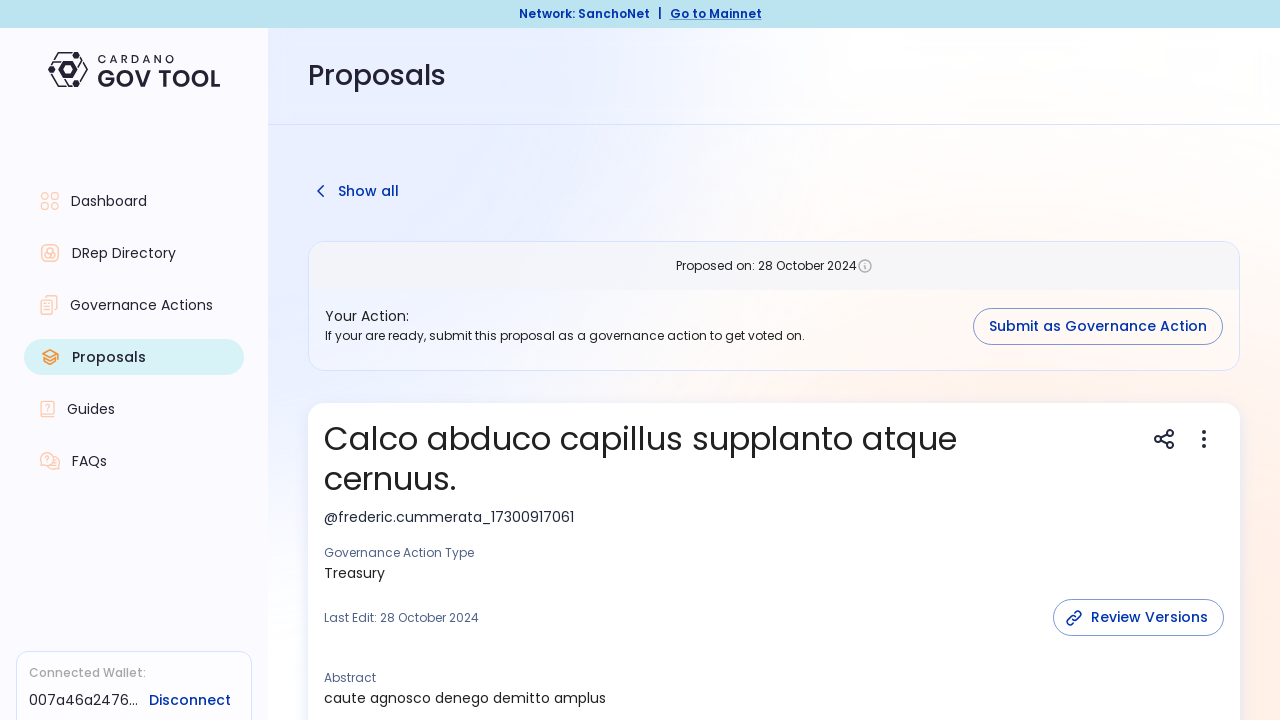 Network: SanchoNet | Go to Mainnet
CARDANO
GOV TOOL
Proposals
Dashboard
DRep Directory
Governance Actions
Proposals
Guides
FAQs
Connected Wallet:
007a46a2476... Disconnect
Show all
Proposed on: 28 October 2024
Your Action:
If you are ready, submit this proposal as a governance action to get voted on.
Submit as Governance Action
Calco abduco capillus supplanto atque
cernuus.
@frederic.cummerata_17300917061
Governance Action Type
Treasury
Last Edit: 28 October 2024
Review Versions
Abstract
caute agnosco denego demitto amplus